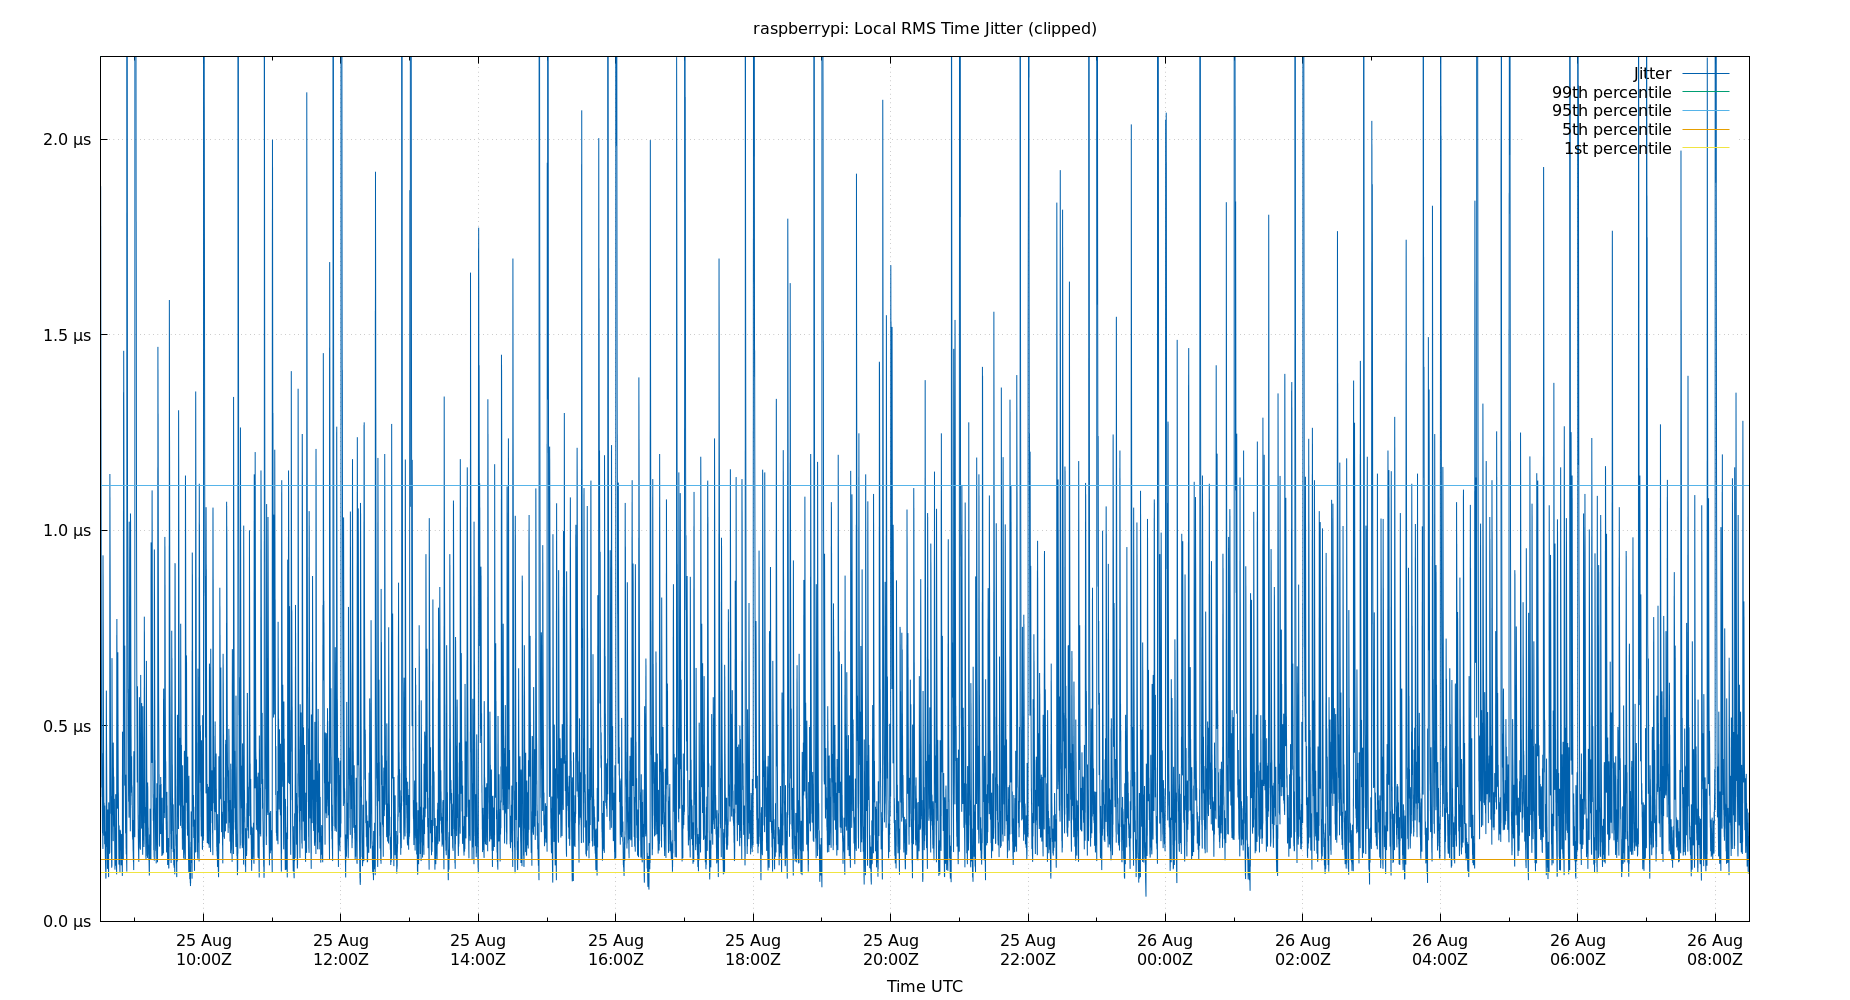 raspberrypi: Local RMS Time Jitter (clipped)
Jitter
99th percentile
95th percentile
5th percentile
1st percentile
2.0 µs
1.5 µs
1.0 µs
0.5 µs
0.0 µs
25 Aug 25 Aug 25 Aug 25 Aug 25 Aug 25 Aug 25 Aug 26 Aug 26 Aug 26 Aug 26 Aug 26 Aug
10:00Z 12:00Z 14:00Z 16:00Z 18:00Z 20:00Z 22:00Z 00:00Z 02:00Z 04:00Z 06:00Z 08:00Z
Time UTC